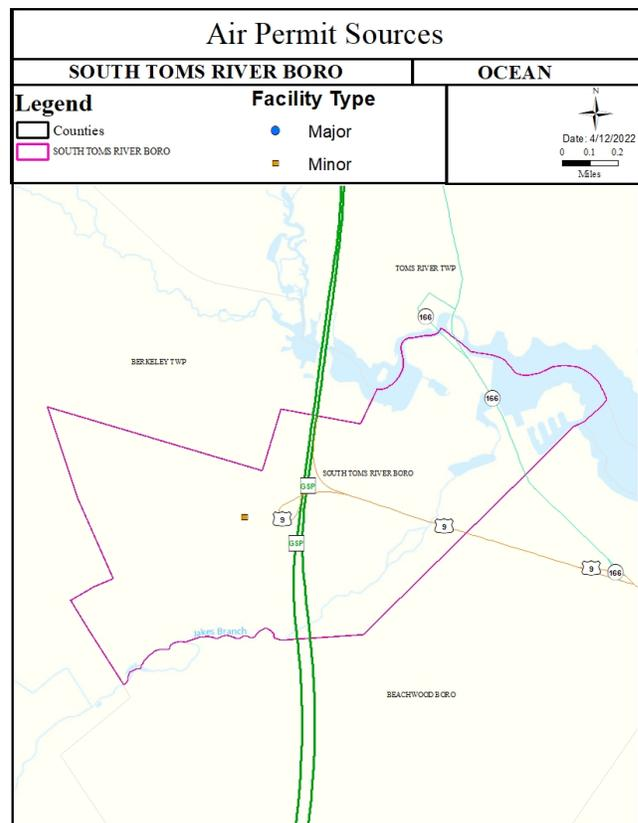 Air Permit Sources
SOUTH TOMS RIVER BORO
OCEAN
Legend
Facility Type
Counties
SOUTH TOMS RIVER BORO
Major
Minor
N
Date: 4/12/2022
0 0.1 0.2
Miles
TOMS RIVER TWP
166
BERKELEY TWP
166
SOUTH TOMS RIVER BORO
GSP
9
9
GSP
9
166
Jakes Branch
BEACHWOOD BORO